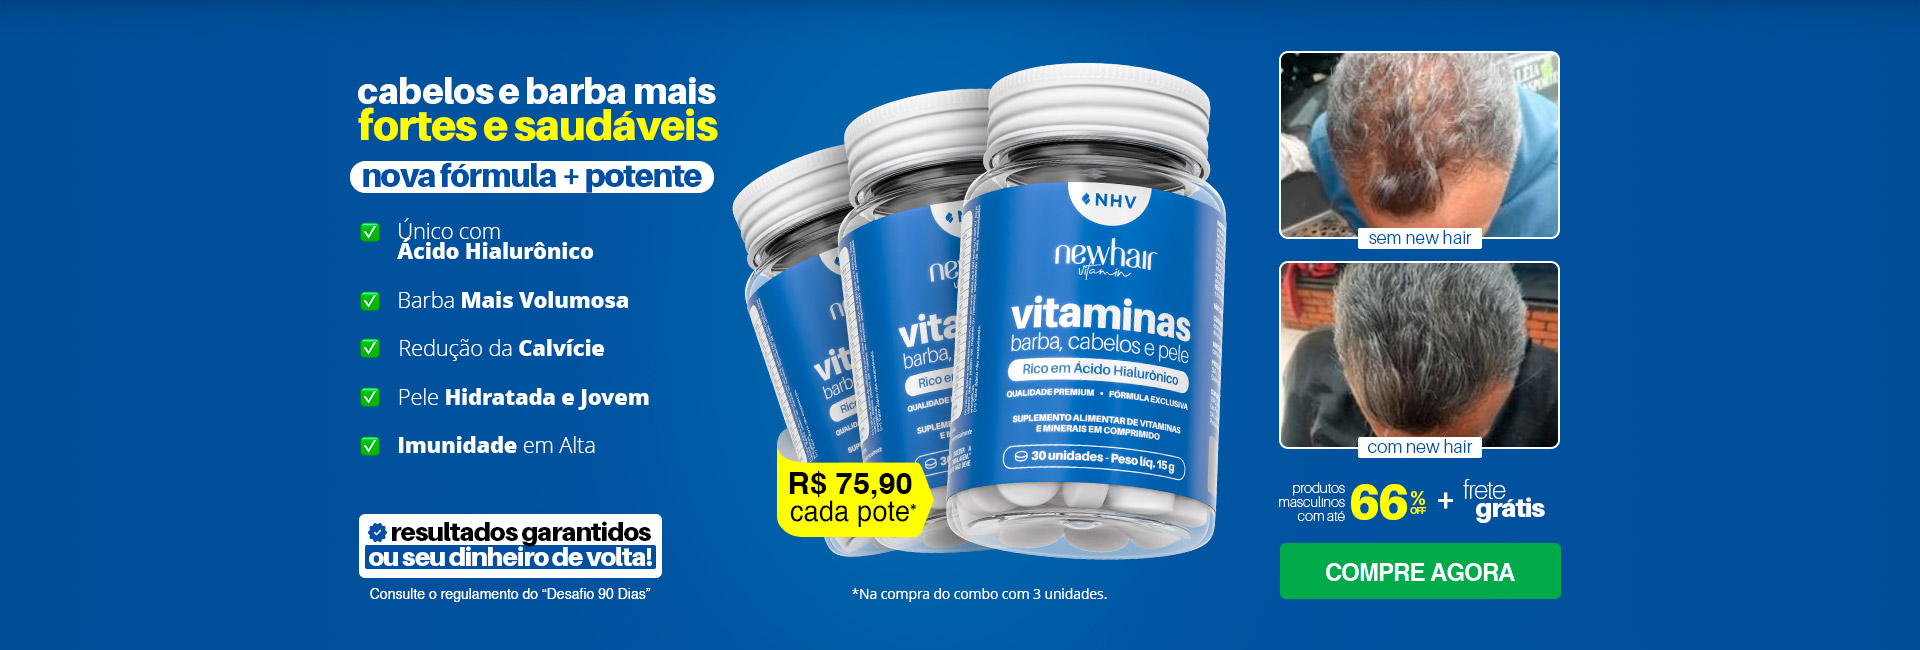 cabelos e barba mais
fortes e saudáveis
nova fórmula + potente
Único com
Ácido Hialurônico
Barba Mais Volumosa
Redução da Calvície
Pele Hidratada e Jovem
Imunidade em Alta
resultados garantidos
ou seu dinheiro de volta!
Consulte o regulamento do “Desafio 90 Dias”
NHV
newhair
vitamin
vitaminas
barba, cabelos e pele
Rico em Ácido Hialurônico
QUALIDADE PREMIUM • FÓRMULA EXCLUSIVA
SUPLEMENTO ALIMENTAR DE VITAMINAS
E MINERAIS EM COMPRIMIDO
30 unidades - Peso líq. 15 g
R$ 75,90
cada pote*
*Na compra do combo com 3 unidades.
sem new hair
com new hair
produtos
masculinos
com até
66% OFF
+ frete
grátis
COMPRE AGORA